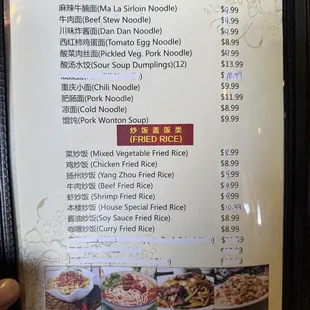 麻辣牛腩面(Ma La Sirloin Noodle) $9.99
牛肉面(Beef Stew Noodle) $8.99
川味炸酱面(Dan Dan Noodle) $9.99
西红柿鸡蛋面(Tomato Egg Noodle) $8.99
酸菜肉丝面(Pickled Veg. Pork Noodle) $9.99
酸汤水饺(Sour Soup Dumplings)(12) $13.99
重庆小面(Chili Noodle) $9.99
肥肠面(Pork Noodle) $11.99
凉面(Cold Noodle) $8.99
馄饨(Pork Wonton Soup) $9.99
炒饭盖饭类
(FRIED RICE)
菜炒饭 (Mixed Vegetable Fried Rice) $8.99
鸡炒饭 (Chicken Fried Rice) $8.99
扬州炒饭 (Yang Zhou Fried Rice) $9.99
牛肉炒饭 (Beef Fried Rice) $9.99
虾炒饭 (Shrimp Fried Rice) $9.99
本楼炒饭 (House Special Fried Rice) $10.99
酱油炒饭(Soy Sauce Fried Rice) $8.99
咖喱炒饭(Curry Fried Rice) $8.99